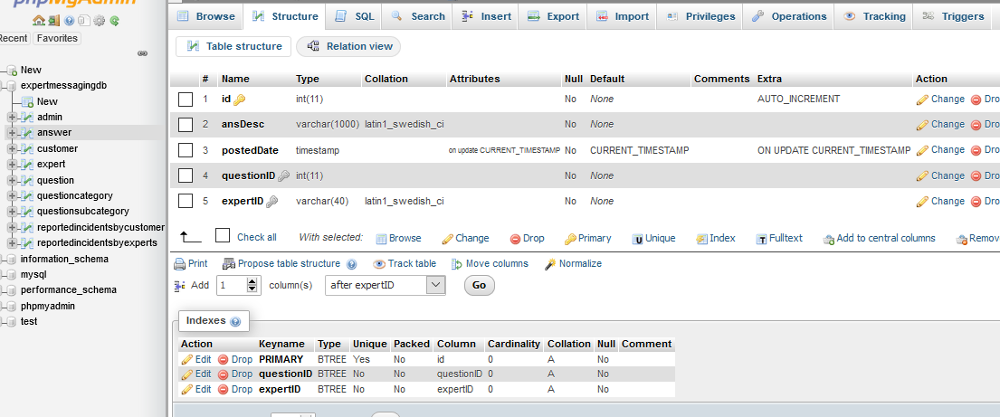 phpMyAdmin
Recent Favorites
New
expertmessagingdb
New
admin
answer
customer
expert
question
questioncategory
questionsubcategory
reportedincidentsbycustomer
reportedincidentsbyexperts
information_schema
mysql
performance_schema
phpmyadmin
test
Browse Structure SQL Search Insert Export Import Privileges Operations Tracking Triggers
Table structure Relation view
# Name Type Collation Attributes Null Default Comments Extra Action
1 id int(11) No None AUTO_INCREMENT Change Dro
2 ansDesc varchar(1000) latin1_swedish_ci No None Change Dro
3 postedDate timestamp on update CURRENT_TIMESTAMP No CURRENT_TIMESTAMP ON UPDATE CURRENT_TIMESTAMP Change Dro
4 questionID int(11) No None Change Dro
5 expertID varchar(40) latin1_swedish_ci No None Change Dro
Check all With selected: Browse Change Drop Primary Unique Index Fulltext Add to central columns Remov
Print Propose table structure Track table Move columns Normalize
Add 1 column(s) after expertID Go
Indexes
Action Keyname Type Unique Packed Column Cardinality Collation Null Comment
Edit Drop PRIMARY BTREE Yes No id 0 A No
Edit Drop questionID BTREE No No questionID 0 A No
Edit Drop expertID BTREE No No expertID 0 A No